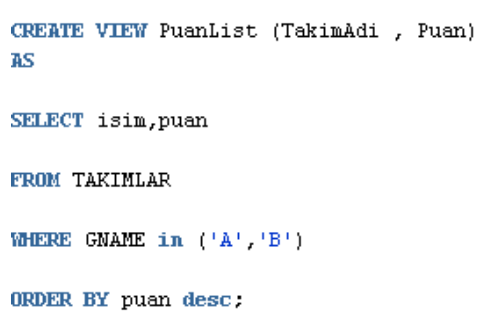 CREATE VIEW PuanList (TakimAdi , Puan)
AS
SELECT isim,puan
FROM TAKIMLAR
WHERE GNAME in ('A','B')
ORDER BY puan desc;